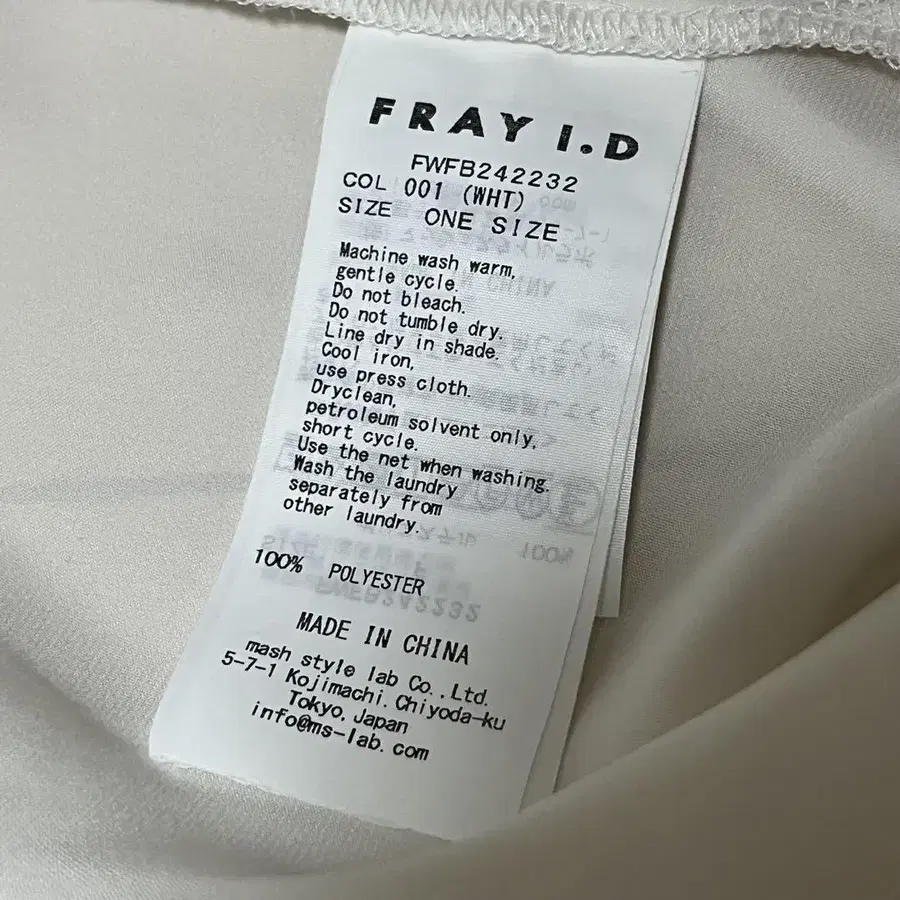 FRAY I.D
FWFB242232
COL 001 (WHT)
SIZE ONE SIZE
Machine wash warm,
gentle cycle.
Do not bleach.
Do not tumble dry.
Line dry in shade.
Cool iron,
use press cloth.
Dryclean,
petroleum solvent only,
short cycle.
Use the net when washing.
Wash the laundry
separately from
other laundry.
100% POLYESTER
MADE IN CHINA
mash style lab Co.,Ltd.
5-7-1 Kojimachi.Chiyoda-ku
Tokyo,Japan
info@ms-lab.com